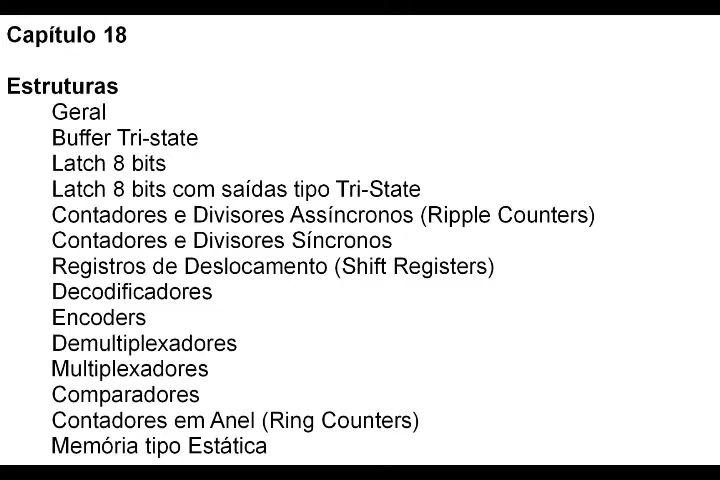 Capítulo 18
Estruturas
Geral
Buffer Tri-state
Latch 8 bits
Latch 8 bits com saídas tipo Tri-State
Contadores e Divisores Assíncronos (Ripple Counters)
Contadores e Divisores Síncronos
Registros de Deslocamento (Shift Registers)
Decodificadores
Encoders
Demultiplexadores
Multiplexadores
Comparadores
Contadores em Anel (Ring Counters)
Memória tipo Estática